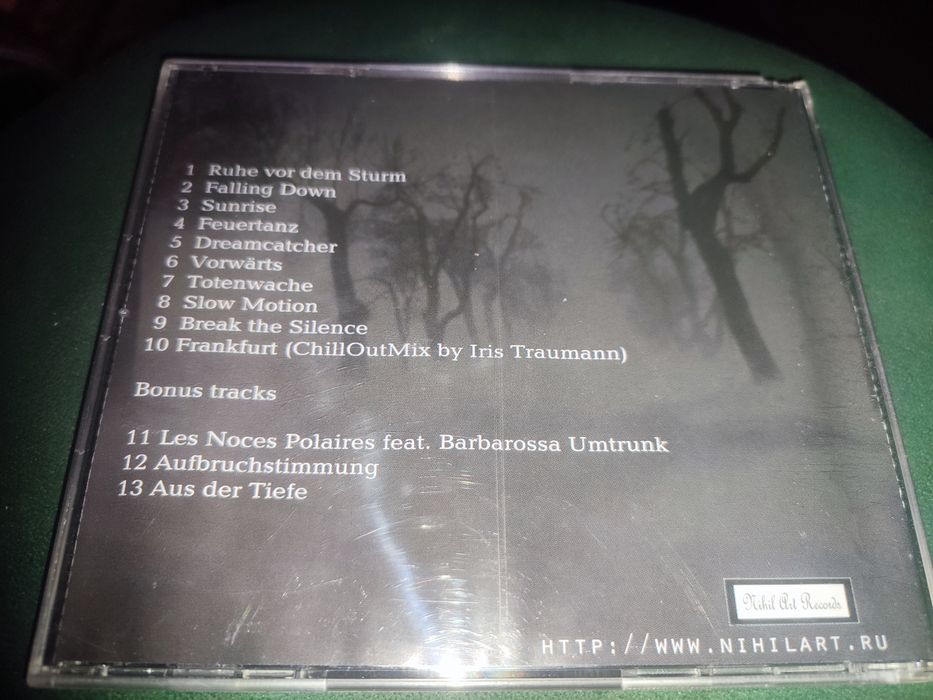 1 Ruhe vor dem Sturm
2 Falling Down
3 Sunrise
4 Feuertanz
5 Dreamcatcher
6 Vorwärts
7 Totenwache
8 Slow Motion
9 Break the Silence
10 Frankfurt (ChillOutMix by Iris Traumann)
Bonus tracks
11 Les Noces Polaires feat. Barbarossa Umtrunk
12 Aufbruchstimmung
13 Aus der Tiefe
Nihil Art Records
HTTP://WWW.NIHILART.RU